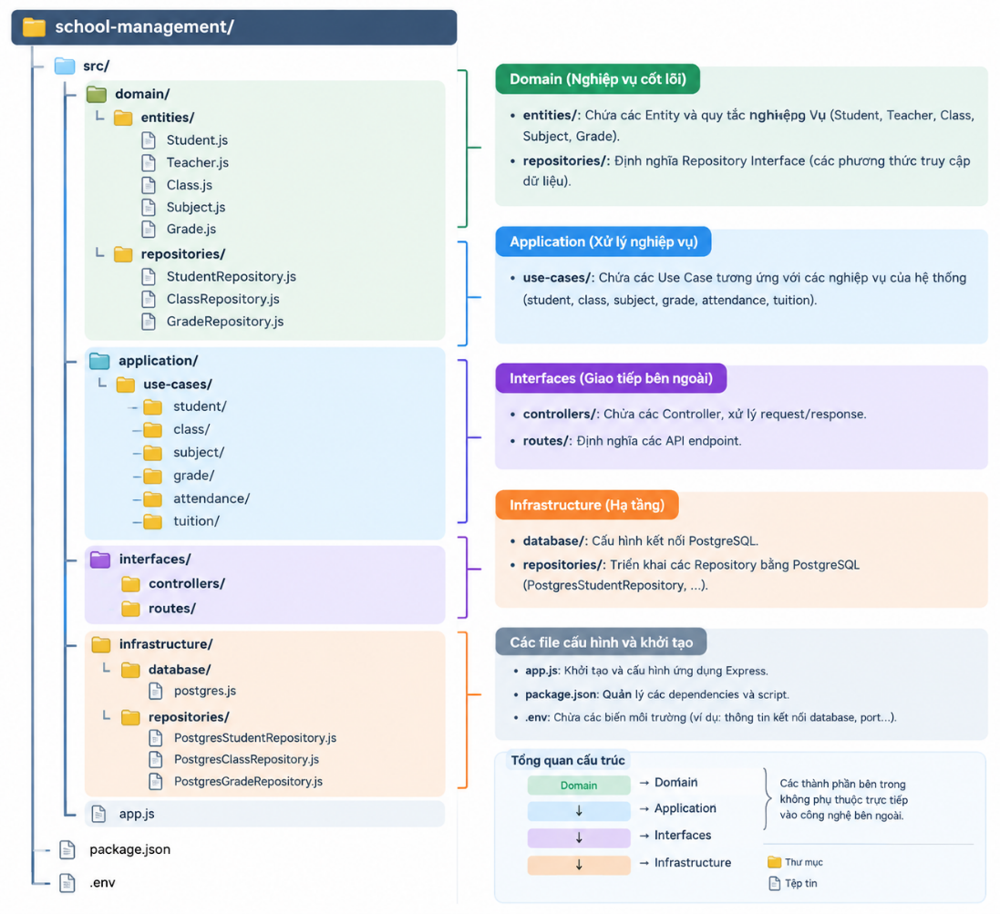 school-management/
src/
domain/
entities/
Student.js
Teacher.js
Class.js
Subject.js
Grade.js
repositories/
StudentRepository.js
ClassRepository.js
GradeRepository.js
application/
use-cases/
student/
class/
subject/
grade/
attendance/
tuition/
interfaces/
controllers/
routes/
infrastructure/
database/
postgres.js
repositories/
PostgresStudentRepository.js
PostgresClassRepository.js
PostgresGradeRepository.js
app.js
package.json
.env
Domain (Nghiệp vụ cốt lõi)
• entities/: Chứa các Entity và quy tắc nghiệpg Vụ (Student, Teacher, Class,
Subject, Grade).
• repositories/: Định nghĩa Repository Interface (các phương thức truy cập
dữ liệu).
Application (Xử lý nghiệp vụ)
• use-cases/: Chứa các Use Case tương ứng với các nghiệp vụ của hệ thống
(student, class, subject, grade, attendance, tuition).
Interfaces (Giao tiếp bên ngoài)
• controllers/: Chứa các Controller, xử lý request/response.
• routes/: Định nghĩa các API endpoint.
Infrastructure (Hạ tầng)
• database/: Cấu hình kết nối PostgreSQL.
• repositories/: Triển khai các Repository bằng PostgreSQL
(PostgresStudentRepository, ...).
Các file cấu hình và khởi tạo
• app.js: Khởi tạo và cấu hình ứng dụng Express.
• package.json: Quản lý các dependencies và script.
• .env: Chứa các biến môi trường (ví dụ: thông tin kết nối database, port...).
Tổng quan cấu trúc
Domain → Domain
↓ → Application
↓ → Interfaces
↓ → Infrastructure
Các thành phần bên trong
không phụ thuộc trực tiếp
vào công nghệ bên ngoài.
Thư mục
Tệp tin